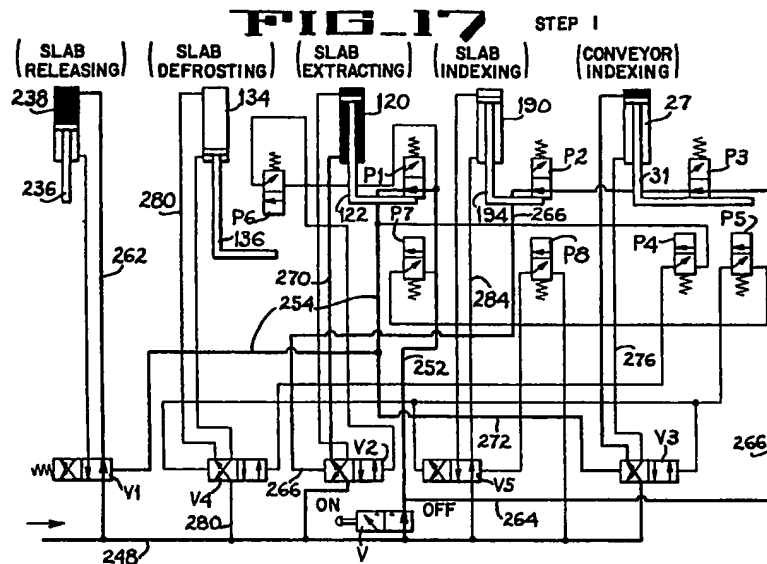 FIG_17 STEP 1
(SLAB RELEASING) (SLAB DEFROSTING) (SLAB EXTRACTING) (SLAB INDEXING) (CONVEYOR INDEXING)
238 134 120 190 27
P1 P2 31 P3
236 280 P6 122 194 266
136 P7 P8 P4 P5
262 270 284
254 276
252
272 266
V2 V3
266
V1 V4 V5
280 ON OFF 264
V
248